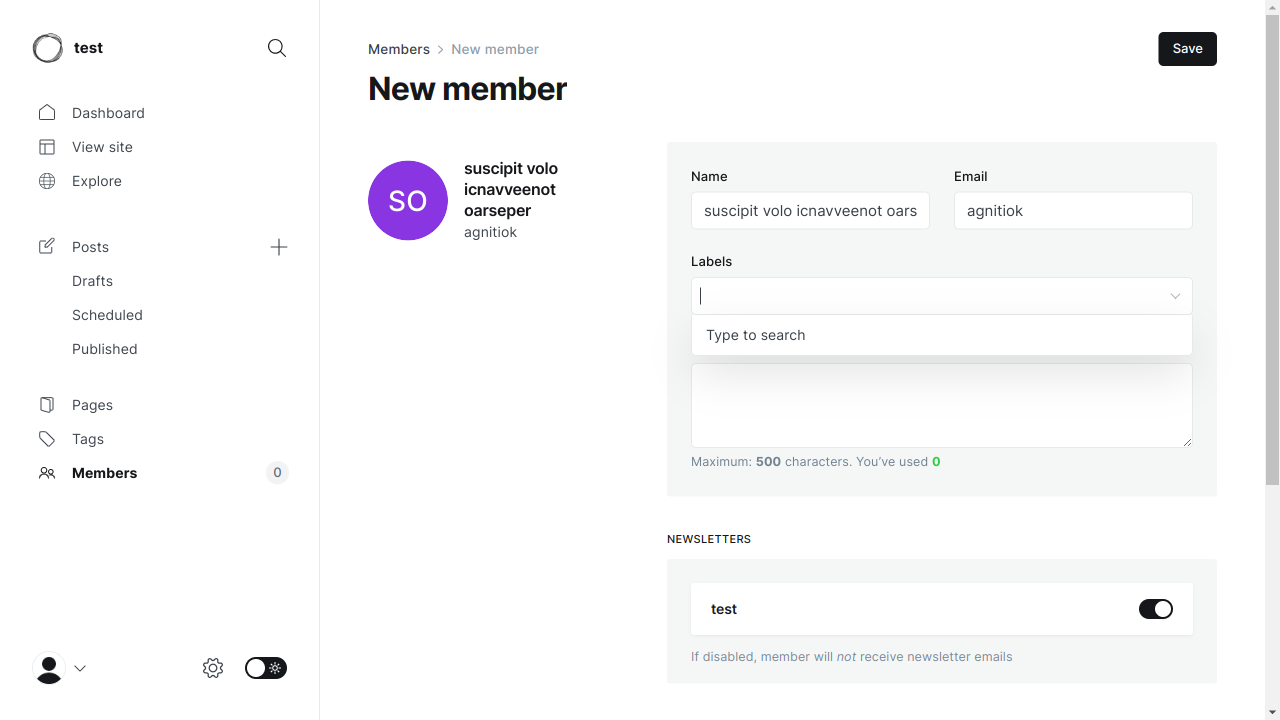 test
Dashboard
View site
Explore
Posts
Drafts
Scheduled
Published
Pages
Tags
Members 0
Members New member
Save
New member
SO
suscipit volo
icnavveenot
oarseper
agnitiok
Name
suscipit volo icnavveenot oars
Email
agnitiok
Labels
Type to search
Maximum: 500 characters. You’ve used 0
NEWSLETTERS
test
If disabled, member will not receive newsletter emails